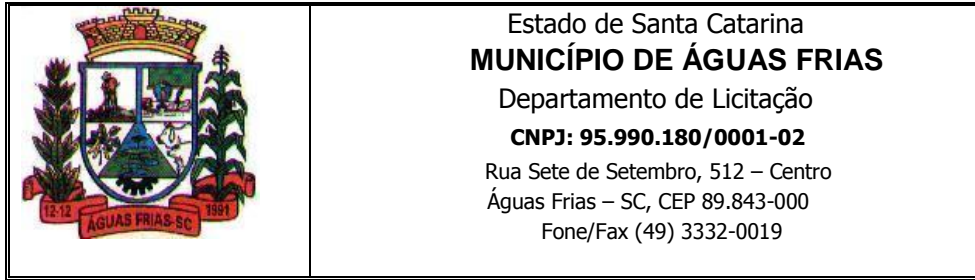 12-12
ÁGUAS FRIAS-SC
1991
Estado de Santa Catarina
MUNICÍPIO DE ÁGUAS FRIAS
Departamento de Licitação
CNPJ: 95.990.180/0001-02
Rua Sete de Setembro, 512 – Centro
Águas Frias – SC, CEP 89.843-000
Fone/Fax (49) 3332-0019